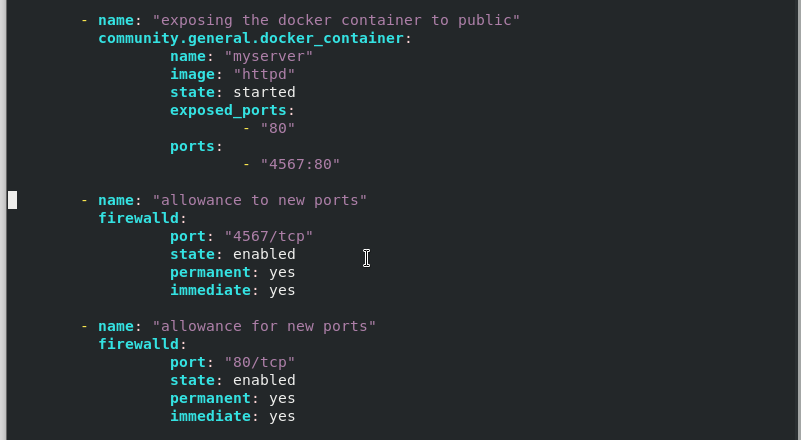 - name: "exposing the docker container to public"
community.general.docker_container:
name: "myserver"
image: "httpd"
state: started
exposed_ports:
- "80"
ports:
- "4567:80"
- name: "allowance to new ports"
firewalld:
port: "4567/tcp"
state: enabled
permanent: yes
immediate: yes
- name: "allowance for new ports"
firewalld:
port: "80/tcp"
state: enabled
permanent: yes
immediate: yes